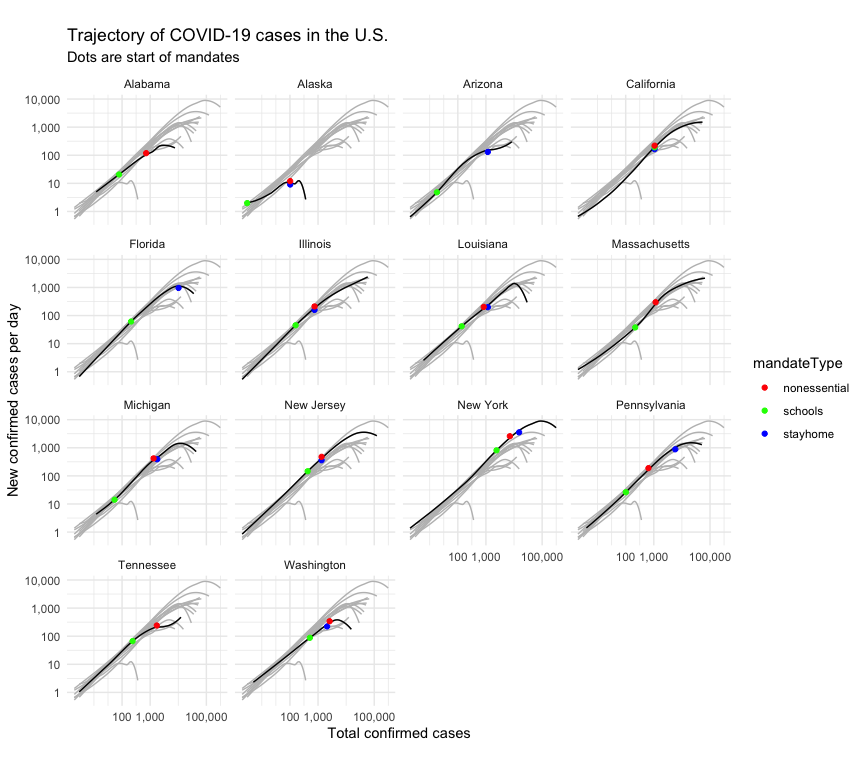 Trajectory of COVID-19 cases in the U.S.
Dots are start of mandates
Alabama Alaska Arizona California
10,000
1,000
100
10
1
Florida Illinois Louisiana Massachusetts
10,000
1,000
100
10
1
Michigan New Jersey New York Pennsylvania
10,000
1,000
100
10
1
100 1,000 100,000 100 1,000 100,000
Tennessee Washington
10,000
1,000
100
10
1
100 1,000 100,000 100 1,000 100,000
Total confirmed cases
New confirmed cases per day
mandateType
nonessential
schools
stayhome